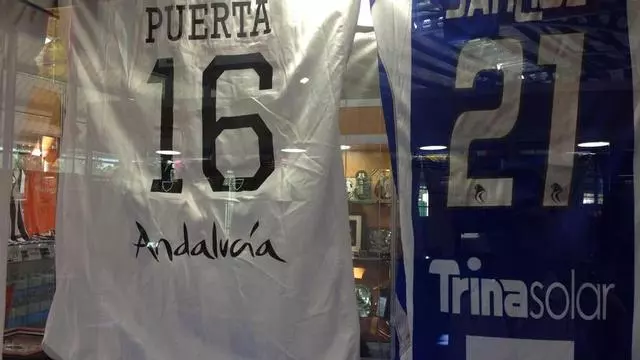 PUERTA
16
Andalucía
21
Trinasolar